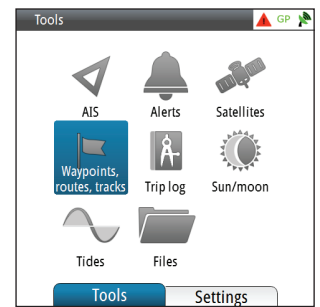 Tools
GP
AIS
Alerts
Satellites
Waypoints,
routes, tracks
Trip log
Sun/moon
Tides
Files
Tools
Settings